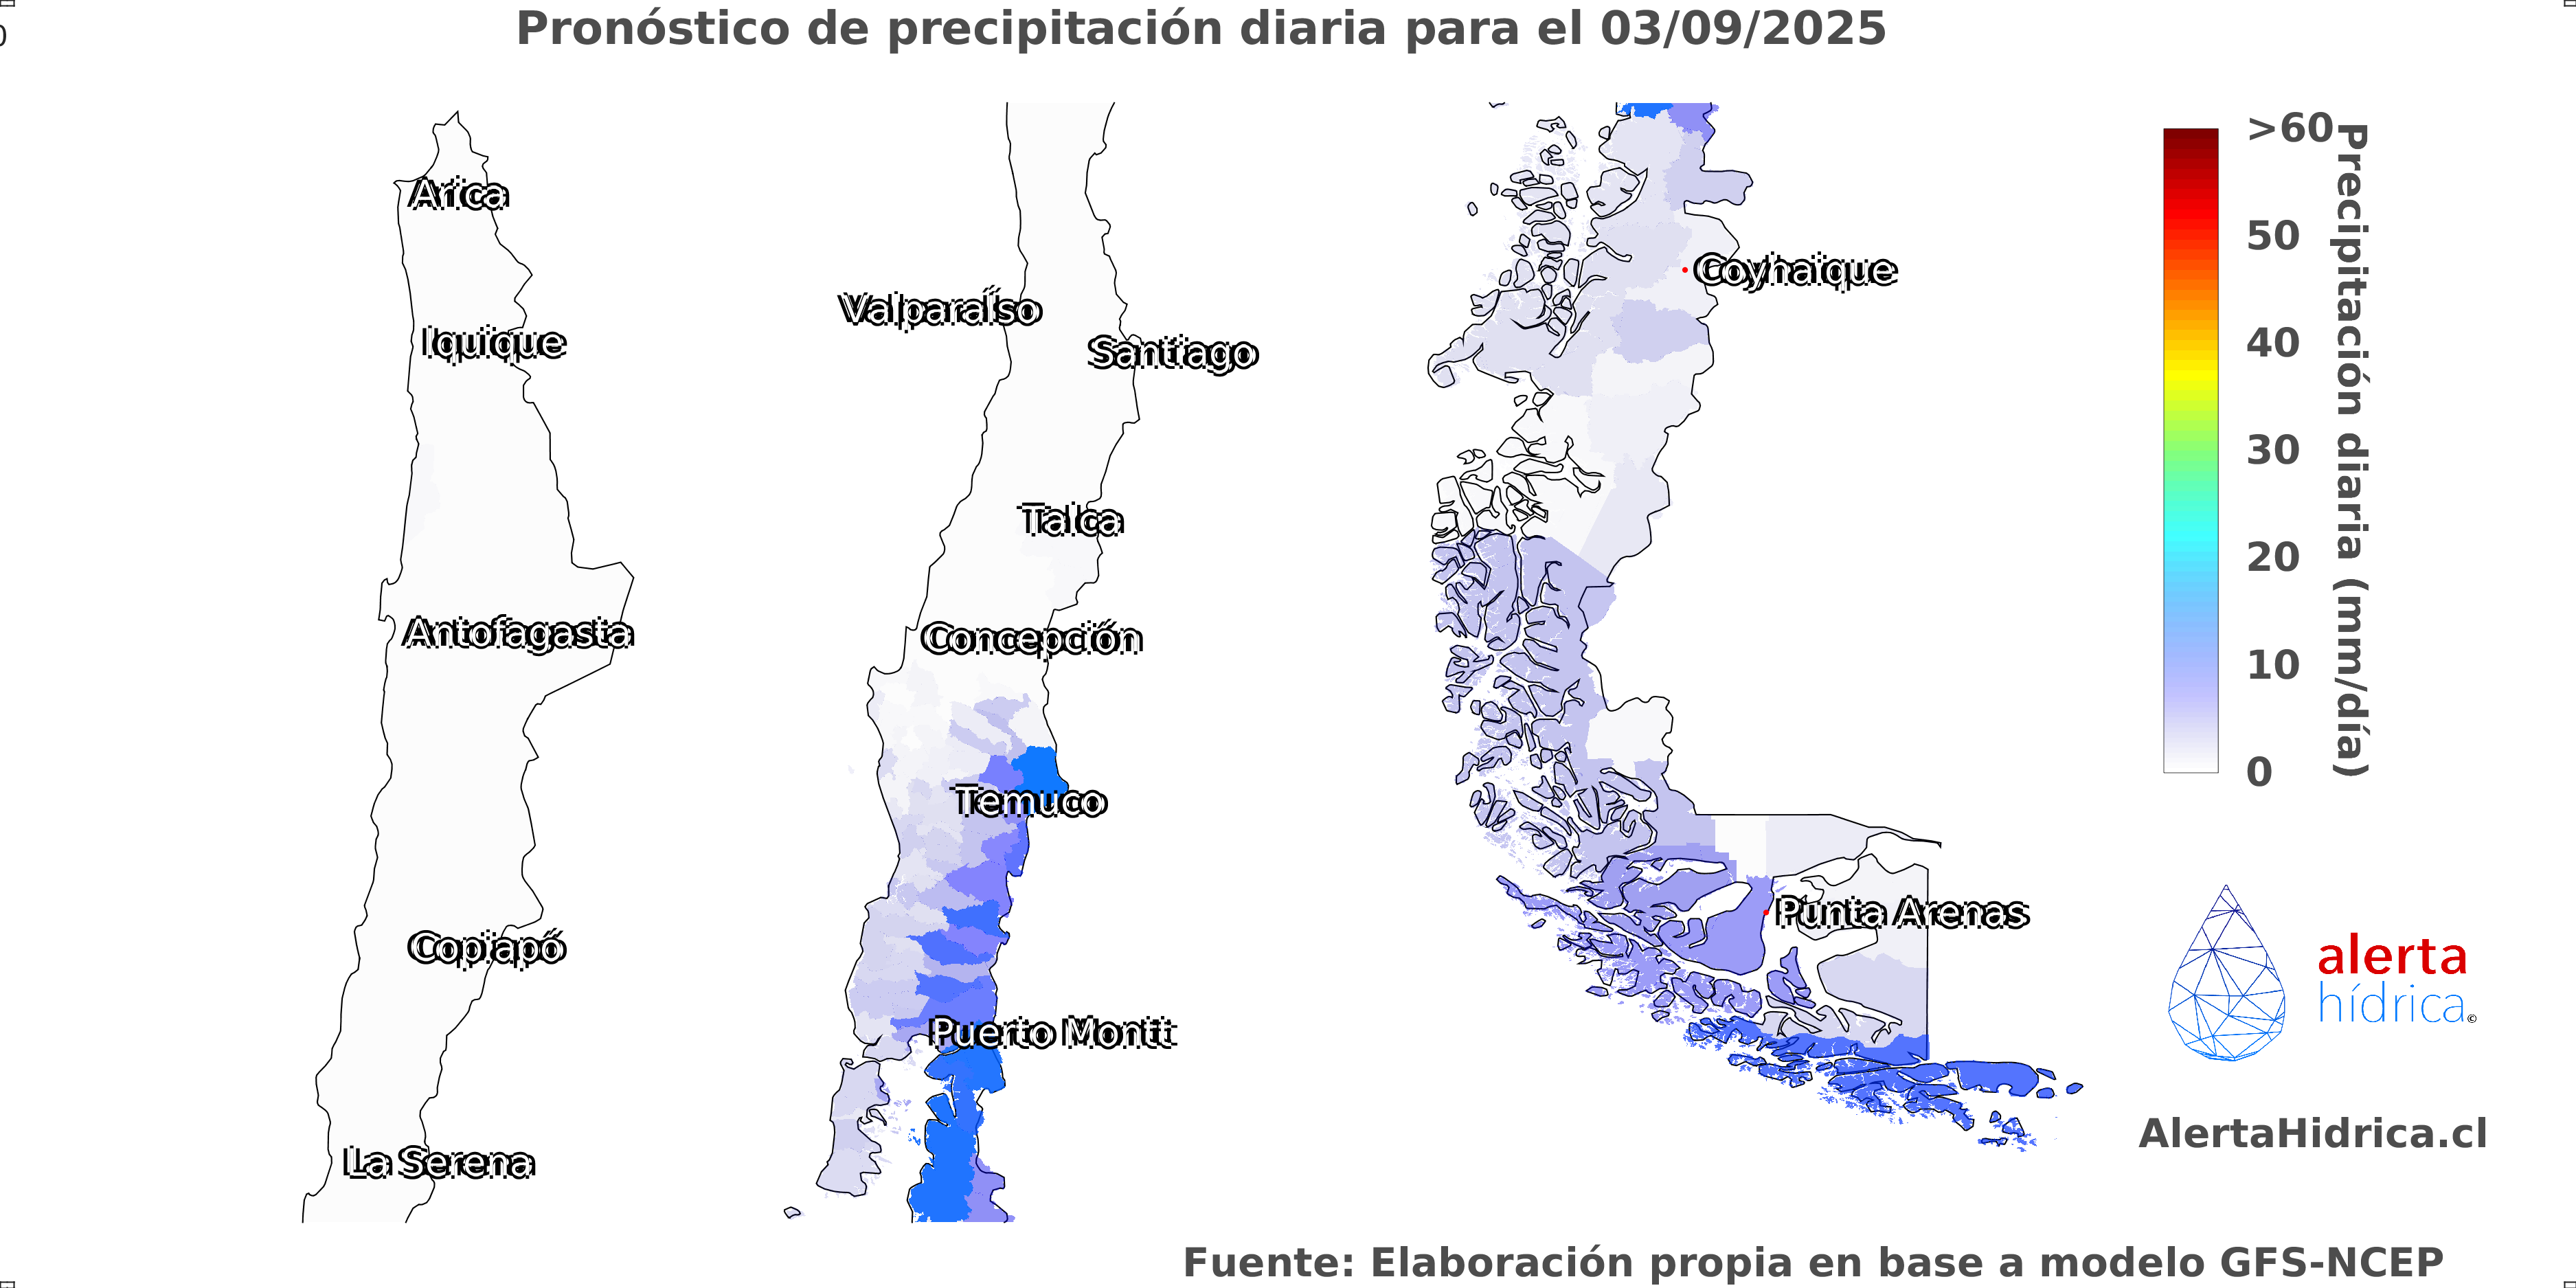 Pronóstico de precipitación diaria para el 03/09/2025
0
Arica
Iquique
Antofagasta
Copiapó
La Serena
Valparaíso
Santiago
Talca
Concepción
Temuco
Puerto Montt
Coyhaique
Punta Arenas
>60
50
40
30
20
10
0
Precipitación diaria (mm/día)
alerta
hídrica©
AlertaHidrica.cl
Fuente: Elaboración propia en base a modelo GFS-NCEP